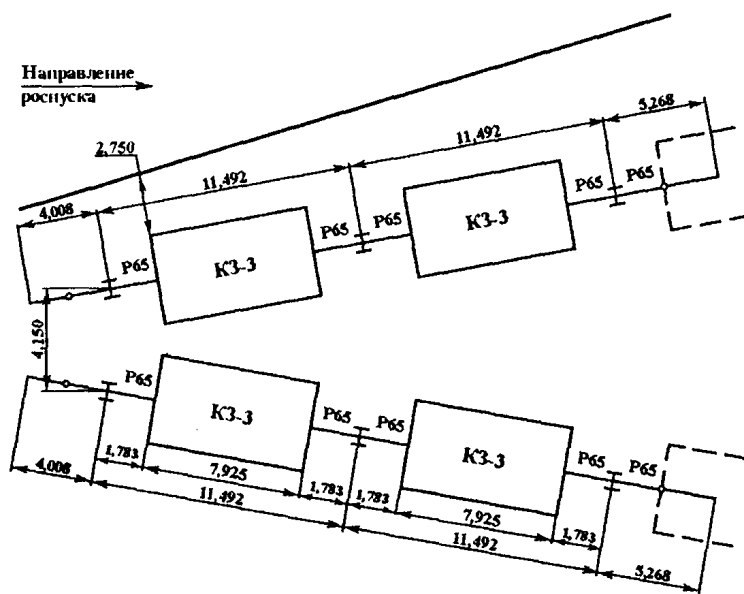 Направление
роспуска
5,268
11,492
2,750
11,492
4,008
Р65
Р65
Р65
Р65
Р65
КЗ-3
КЗ-3
4,150
Р65
КЗ-3
Р65
Р65
КЗ-3
Р65
Р65
4,008
1,783
7,925
1,783
1,783
7,925
1,783
11,492
11,492
5,268